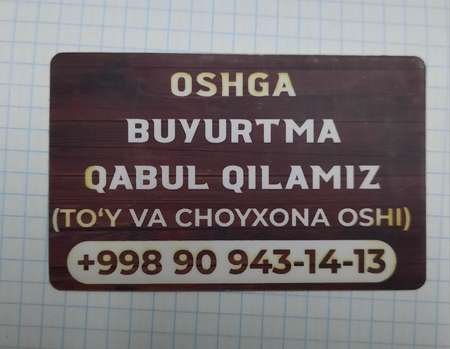 OSHGA
BUYURTMA
QABUL QILAMIZ
(TO‘Y VA CHOYXONA OSHI)
+998 90 943-14-13